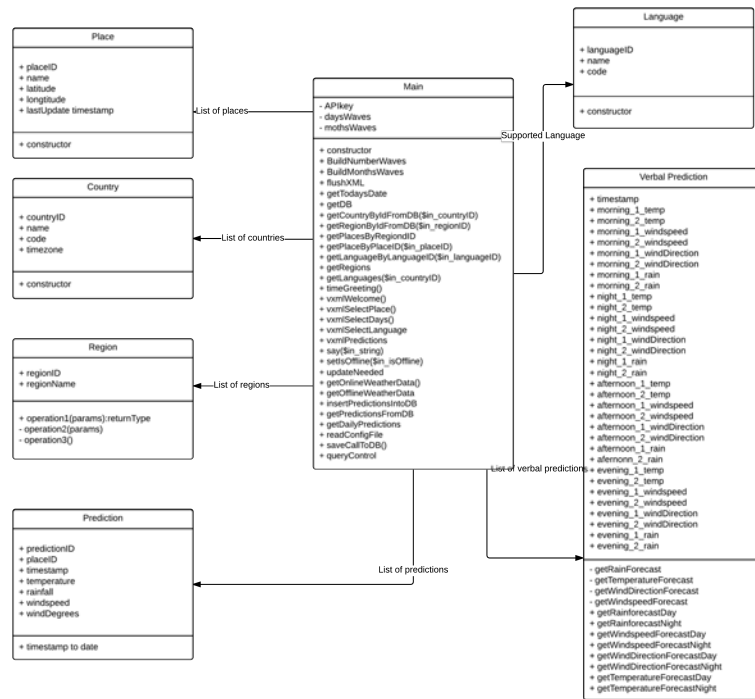 Place
+ placeID
+ name
+ latitude
+ longtitude
+ lastUpdate timestamp
+ constructor
Country
+ countryID
+ name
+ code
+ timezone
+ constructor
Region
+ regionID
+ regionName
+ operation1(params):returnType
- operation2(params)
- operation3()
Prediction
+ predictionID
+ placeID
+ timestamp
+ temperature
+ rainfall
+ windspeed
+ windDegrees
+ timestamp to date
List of places
List of countries
List of regions
List of predictions
Main
- APIkey
- daysWaves
- mothsWaves
+ constructor
+ BuildNumberWaves
+ BuildMonthsWaves
+ flushXML
+ getTodaysDate
+ getDB
+ getCountryByIdFromDB($in_countryID)
+ getRegionByIdFromDB($in_regionID)
+ getPlacesByRegiondID
+ getPlaceByPlaceID($in_placeID)
+ getLanguageByLanguageID($in_languageID)
+ getRegions
+ getLanguages($in_countryID)
+ timeGreeting()
+ vxmlWelcome()
+ vxmlSelectPlace()
+ vxmlSelectDays()
+ vxmlSelectLanguage
+ vxmlPredictions
+ say($in_string)
+ setIsOffline($in_isOffline)
+ updateNeeded
+ getOnlineWeatherData()
+ getOfflineWeatherData
+ insertPredictionsIntoDB
+ getPredictionsFromDB
+ getDailyPredictions
+ readConfigFile
+ saveCallToDB()
+ queryControl
Supported Language
List of verbal predictions
Language
+ languageID
+ name
+ code
+ constructor
Verbal Prediction
+ timestamp
+ morning_1_temp
+ morning_2_temp
+ morning_1_windspeed
+ morning_2_windspeed
+ morning_1_windDirection
+ morning_2_windDirection
+ morning_1_rain
+ morning_2_rain
+ night_1_temp
+ night_2_temp
+ night_1_windspeed
+ night_2_windspeed
+ night_1_windDirection
+ night_2_windDirection
+ night_1_rain
+ night_2_rain
+ afternoon_1_temp
+ afternoon_2_temp
+ afternoon_1_windspeed
+ afternoon_2_windspeed
+ afternoon_1_windDirection
+ afternoon_2_windDirection
+ afternoon_1_rain
+ afernonn_2_rain
+ evening_1_temp
+ evening_2_temp
+ evening_1_windspeed
+ evening_2_windspeed
+ evening_1_windDirection
+ evening_2_windDirection
+ evening_1_rain
+ evening_2_rain
- getRainForecast
- getTemperatureForecast
- getWindDirectionForecast
- getWindspeedForecast
+ getRainforecastDay
+ getRainforecastNight
+ getWindspeedForecastDay
+ getWindspeedForecastNight
+ getWindDirectionForecastDay
+ getWindDirectionForecastNight
+ getTemperatureForecastDay
+ getTemperatureForecastNight